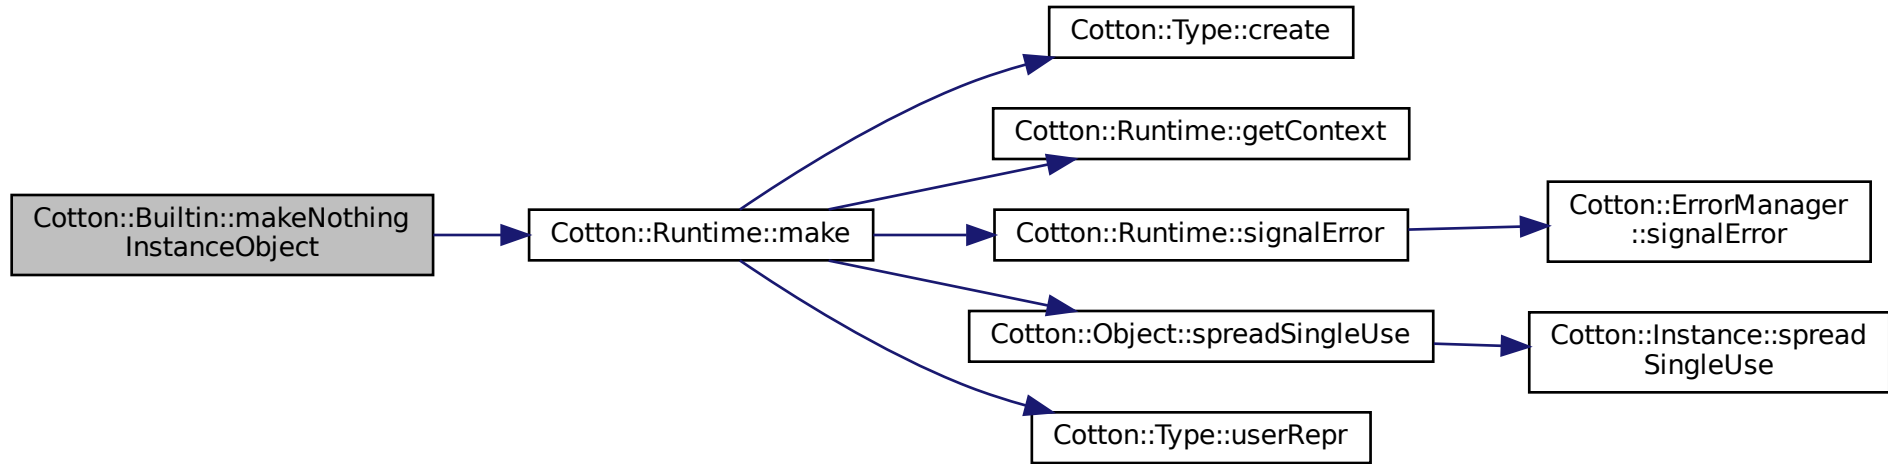 Cotton::Builtin::makeNothing
InstanceObject
Cotton::Runtime::make
Cotton::Type::create
Cotton::Runtime::getContext
Cotton::Runtime::signalError
Cotton::Object::spreadSingleUse
Cotton::Type::userRepr
Cotton::ErrorManager
::signalError
Cotton::Instance::spread
SingleUse